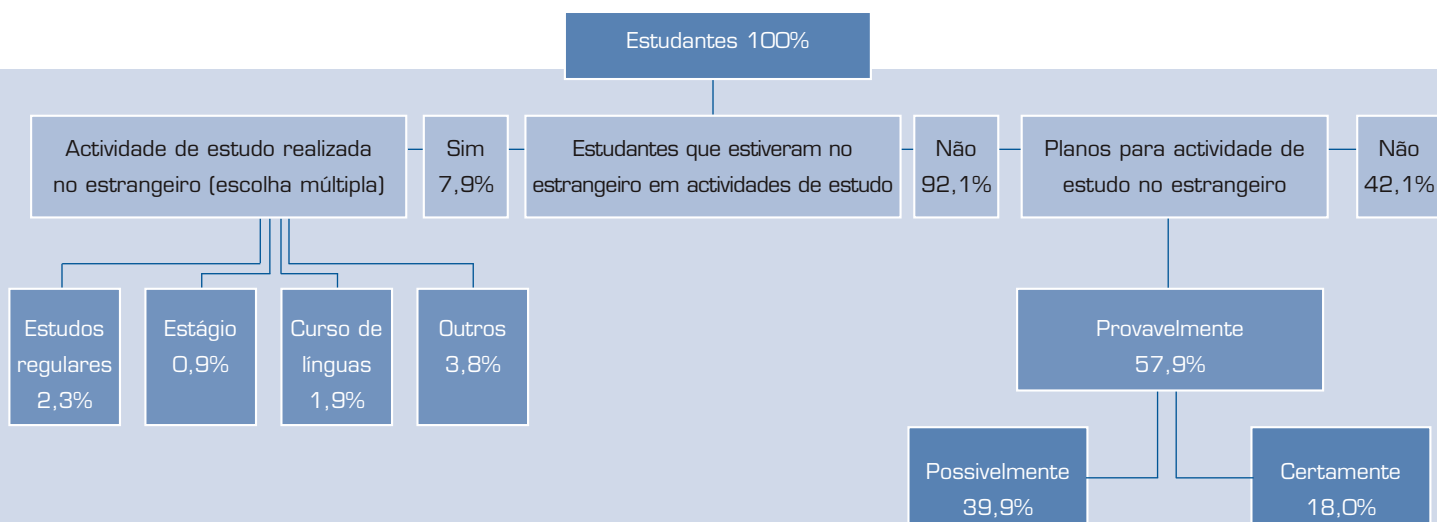 Estudantes 100%
Actividade de estudo realizada
no estrangeiro (escolha múltipla)
Sim
7,9%
Estudantes que estiveram no
estrangeiro em actividades de estudo
Não
92,1%
Planos para actividade de
estudo no estrangeiro
Não
42,1%
Estudos
regulares
2,3%
Estágio
0,9%
Curso de
línguas
1,9%
Outros
3,8%
Provavelmente
57,9%
Possivelmente
39,9%
Certamente
18,0%